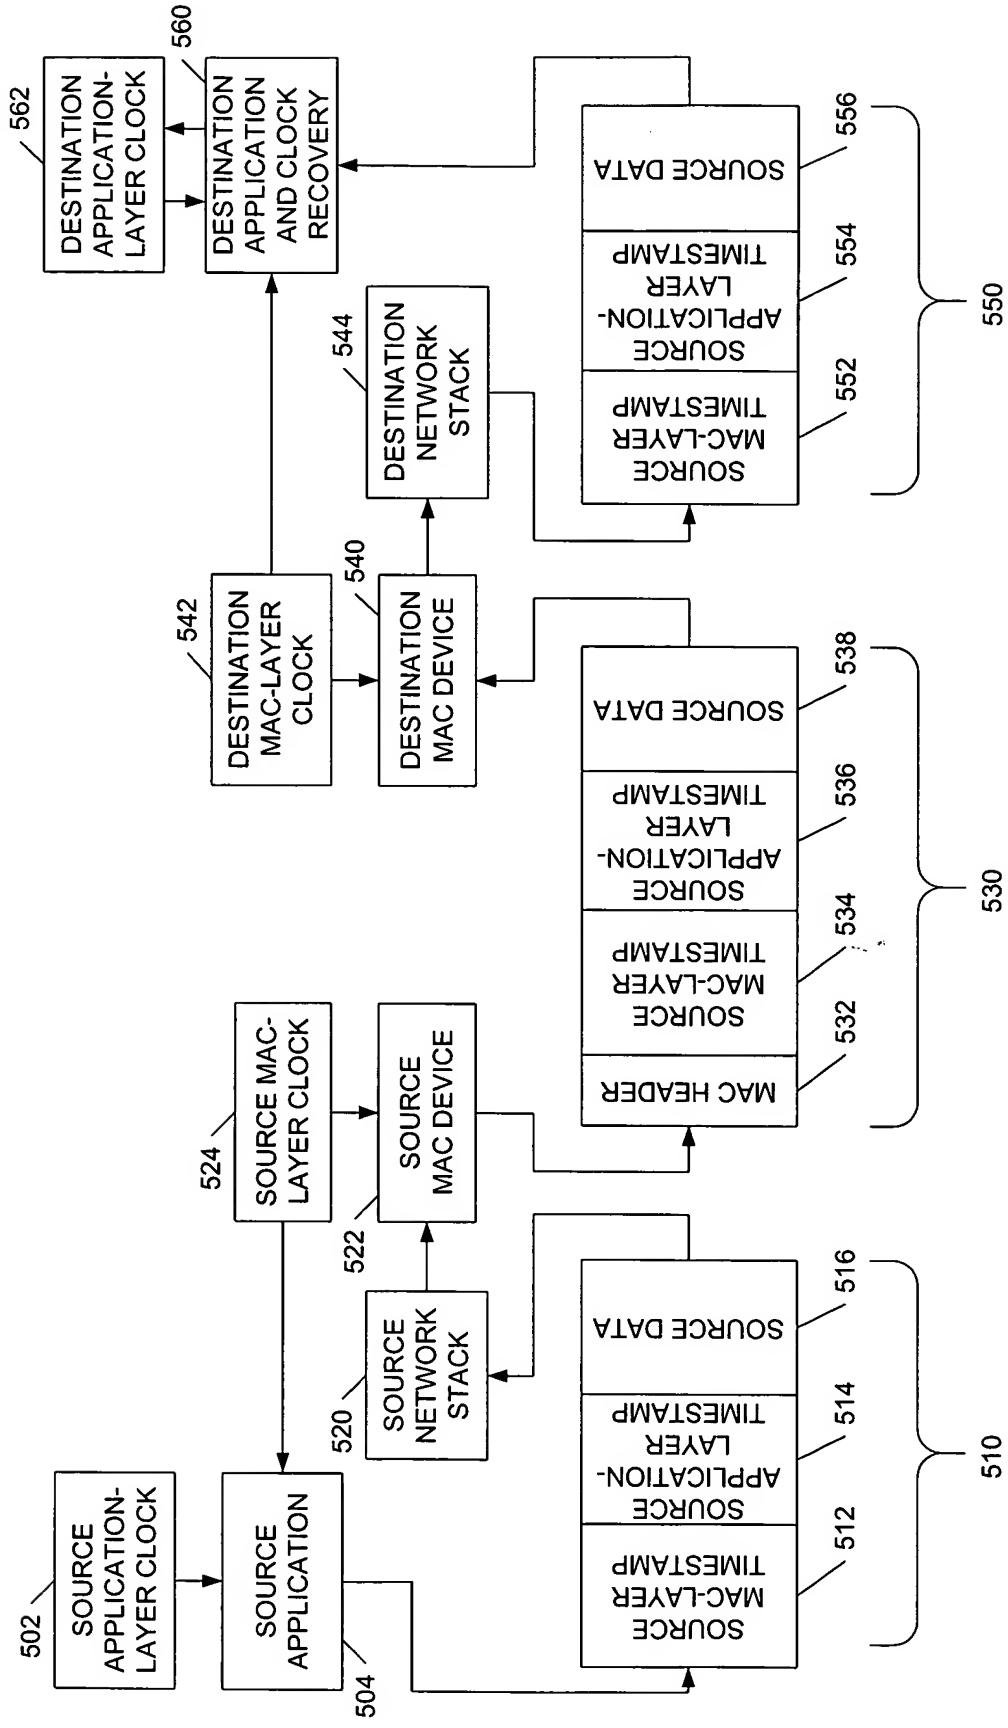 502
SOURCE
APPLICATION-
LAYER CLOCK
SOURCE
APPLICATION
504
524
SOURCE MAC-
LAYER CLOCK
520
SOURCE
NETWORK
STACK
522
SOURCE
MAC DEVICE
SOURCE
MAC-LAYER
TIMESTAMP
SOURCE
APPLICATION-
LAYER
TIMESTAMP
SOURCE DATA
512
514
516
510
MAC HEADER
SOURCE
MAC-LAYER
TIMESTAMP
SOURCE
APPLICATION-
LAYER
TIMESTAMP
SOURCE DATA
532
534
536
538
530
542
DESTINATION
MAC-LAYER
CLOCK
540
DESTINATION
MAC DEVICE
544
DESTINATION
NETWORK
STACK
562
DESTINATION
APPLICATION-
LAYER CLOCK
560
DESTINATION
APPLICATION
AND CLOCK
RECOVERY
SOURCE
MAC-LAYER
TIMESTAMP
SOURCE
APPLICATION-
LAYER
TIMESTAMP
SOURCE DATA
552
554
556
550